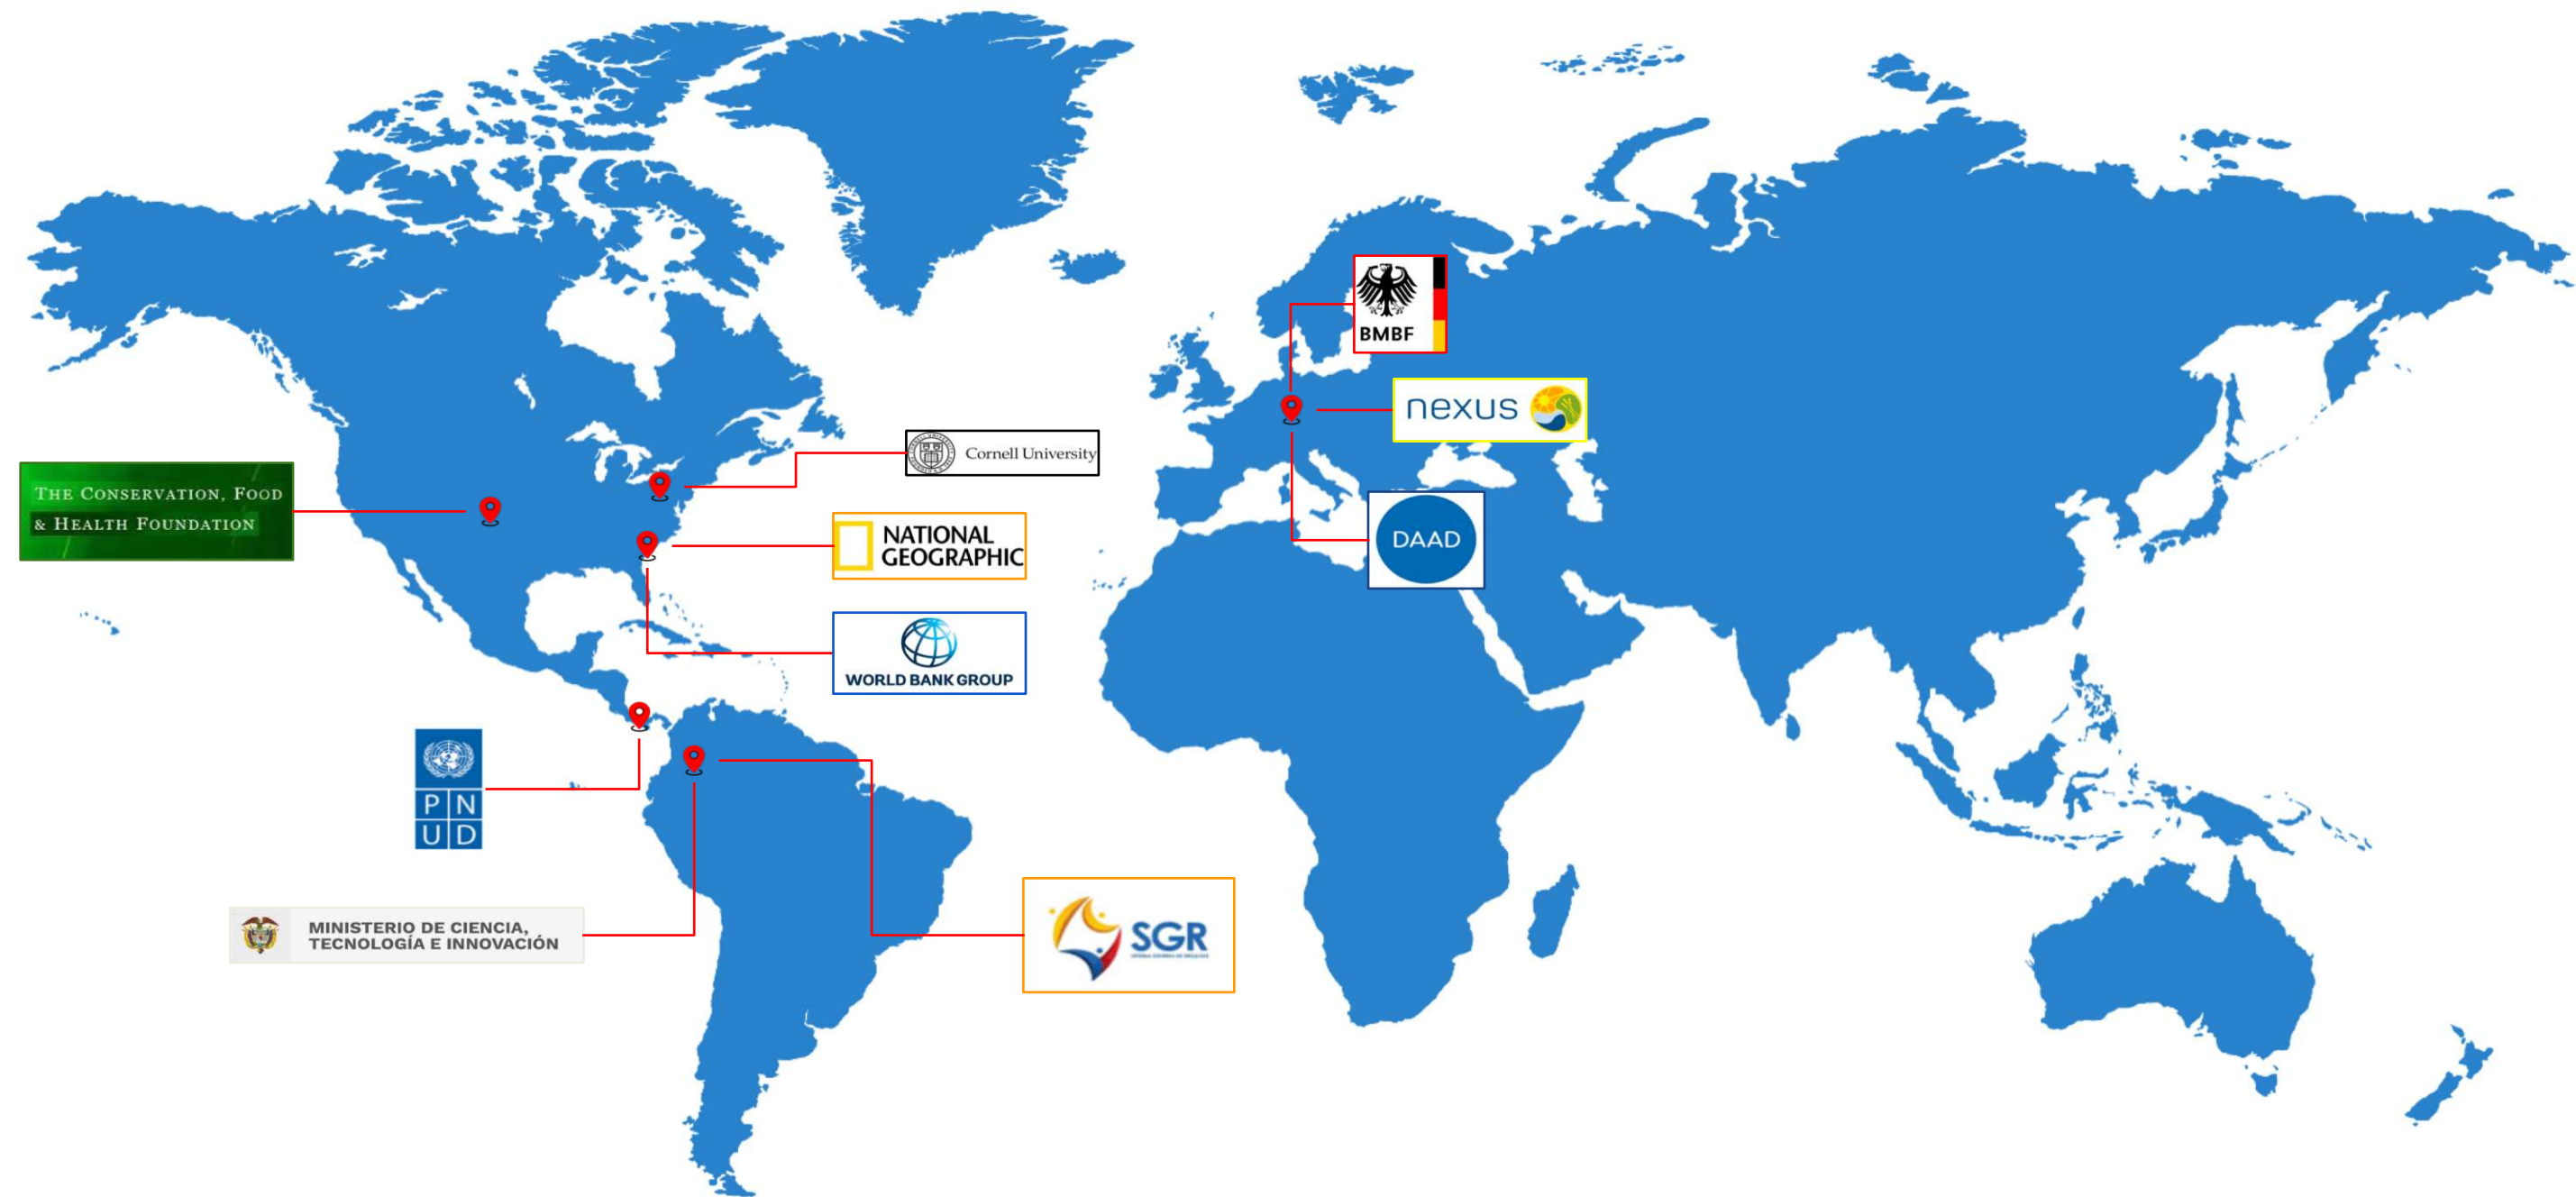 BMBF
nexus
Cornell University
THE CONSERVATION, FOOD
& HEALTH FOUNDATION
DAAD
NATIONAL
GEOGRAPHIC
WORLD BANK GROUP
P N
U D
MINISTERIO DE CIENCIA,
TECNOLOGÍA E INNOVACIÓN
SGR